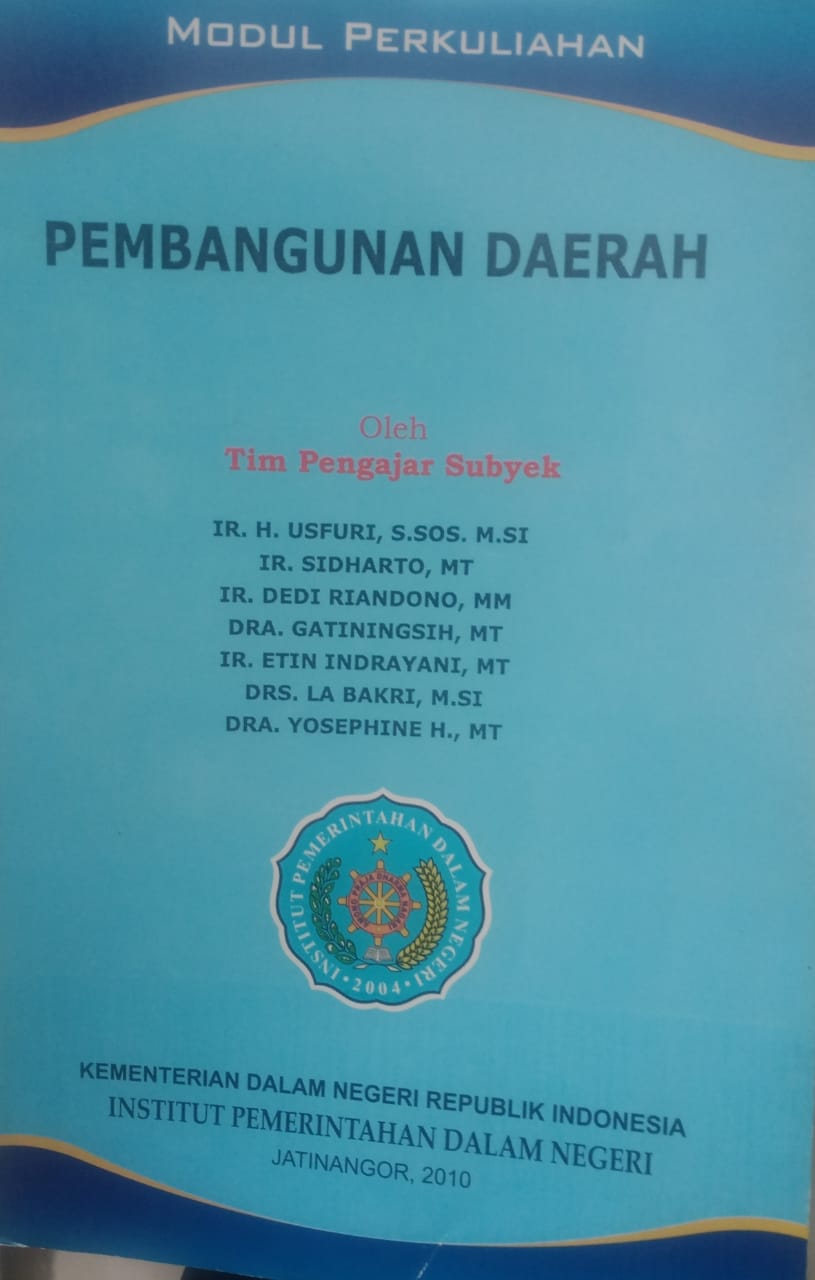 MODUL PERKULIAHAN
PEMBANGUNAN DAERAH
Oleh
Tim Pengajar Subyek
IR. H. USFURI, S.SOS. M.SI
IR. SIDHARTO, MT
IR. DEDI RIANDONO, MM
DRA. GATININGSIH, MT
IR. ETIN INDRAYANI, MT
DRS. LA BAKRI, M.SI
DRA. YOSEPHINE H., MT
INSTITUT PEMERINTAHAN DALAM NEGERI
2004
KEMENTERIAN DALAM NEGERI REPUBLIK INDONESIA
INSTITUT PEMERINTAHAN DALAM NEGERI
JATINANGOR, 2010